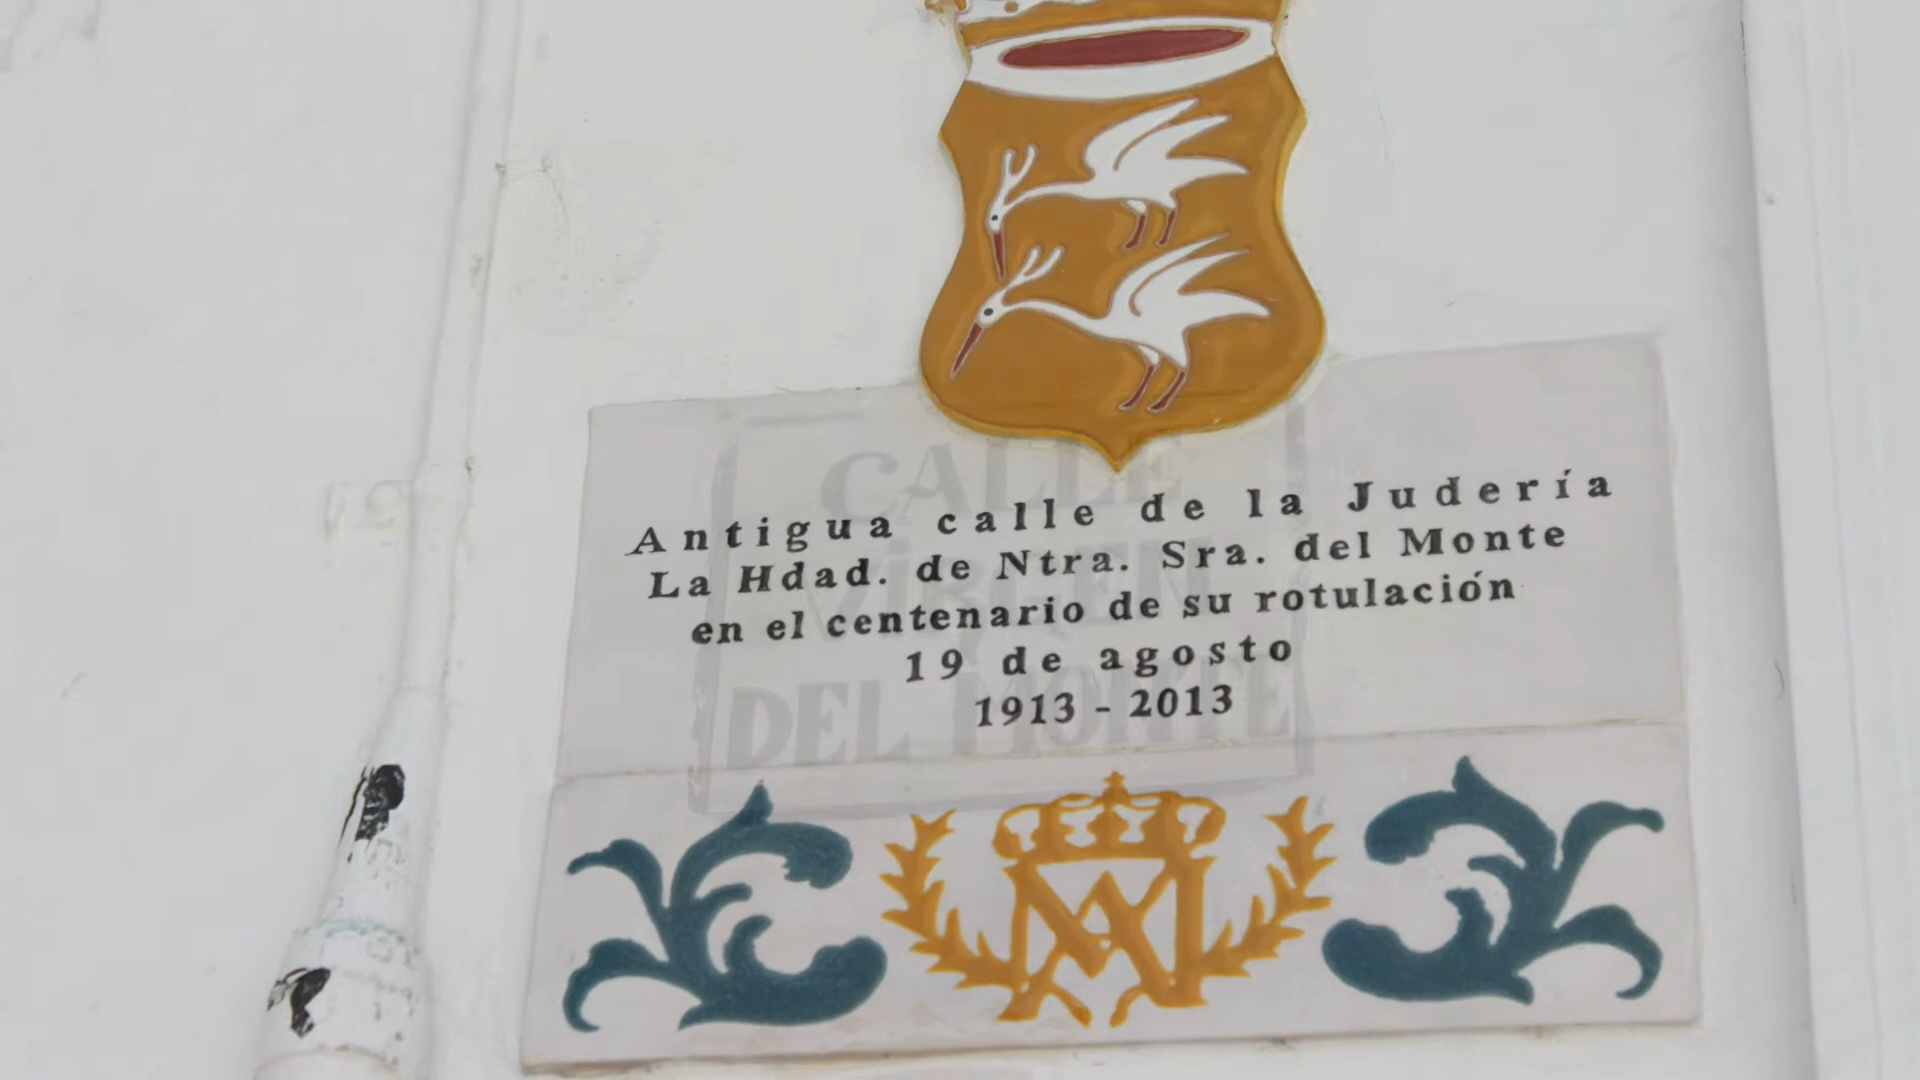 CALLE
VIRGEN
DEL MONTE
Antigua calle de la Judería
La Hdad. de Ntra. Sra. del Monte
en el centenario de su rotulación
19 de agosto
1913 - 2013